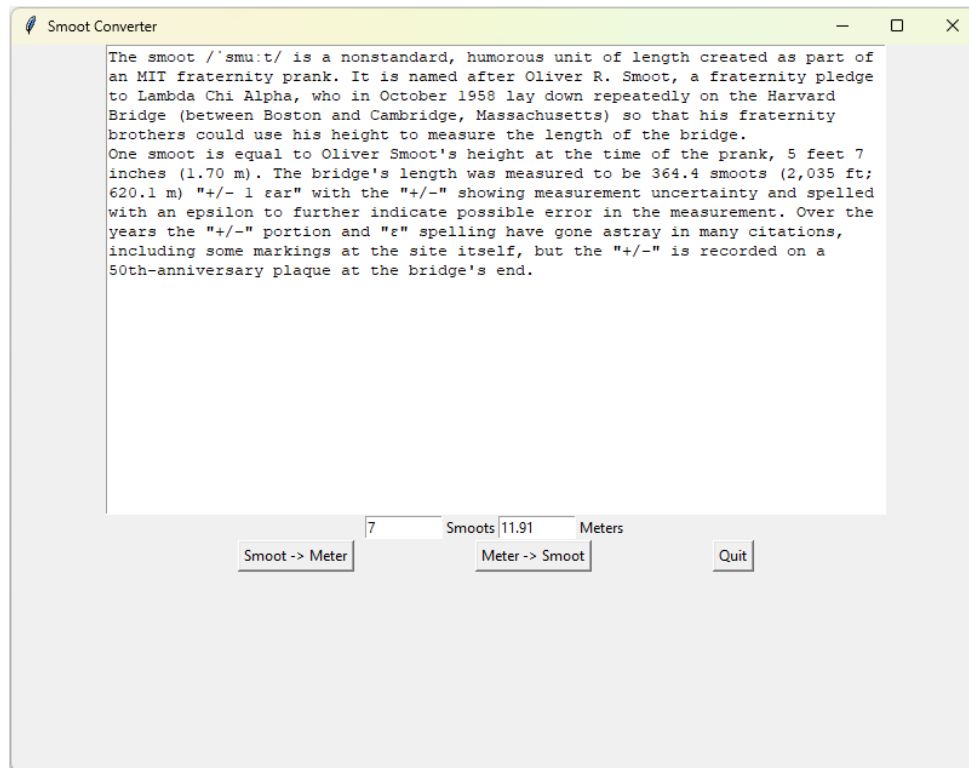 Smoot Converter
The smoot /ˈsmuːt/ is a nonstandard, humorous unit of length created as part of
an MIT fraternity prank. It is named after Oliver R. Smoot, a fraternity pledge
to Lambda Chi Alpha, who in October 1958 lay down repeatedly on the Harvard
Bridge (between Boston and Cambridge, Massachusetts) so that his fraternity
brothers could use his height to measure the length of the bridge.
One smoot is equal to Oliver Smoot's height at the time of the prank, 5 feet 7
inches (1.70 m). The bridge's length was measured to be 364.4 smoots (2,035 ft;
620.1 m) "+/- 1 εar" with the "+/-" showing measurement uncertainty and spelled
with an epsilon to further indicate possible error in the measurement. Over the
years the "+/-" portion and "ε" spelling have gone astray in many citations,
including some markings at the site itself, but the "+/-" is recorded on a
50th-anniversary plaque at the bridge's end.
7 Smoots 11.91 Meters
Smoot -> Meter Meter -> Smoot Quit